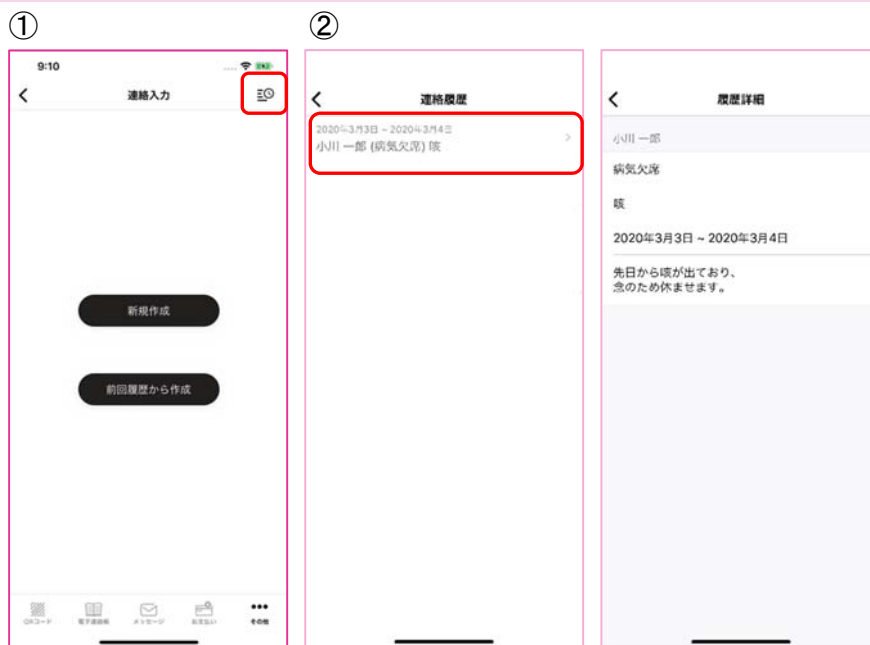 ①
②
9:10
連絡入力
新規作成
前回履歴から作成
QRコード
電子連絡帳
メッセージ
お支払い
その他
連絡履歴
2020年3月3日 ~ 2020年3月4日
小川 一郎 (病気欠席) 咳
履歴詳細
小川 一郎
病気欠席
咳
2020年3月3日 ~ 2020年3月4日
先日から咳が出ており、
念のため休ませます。